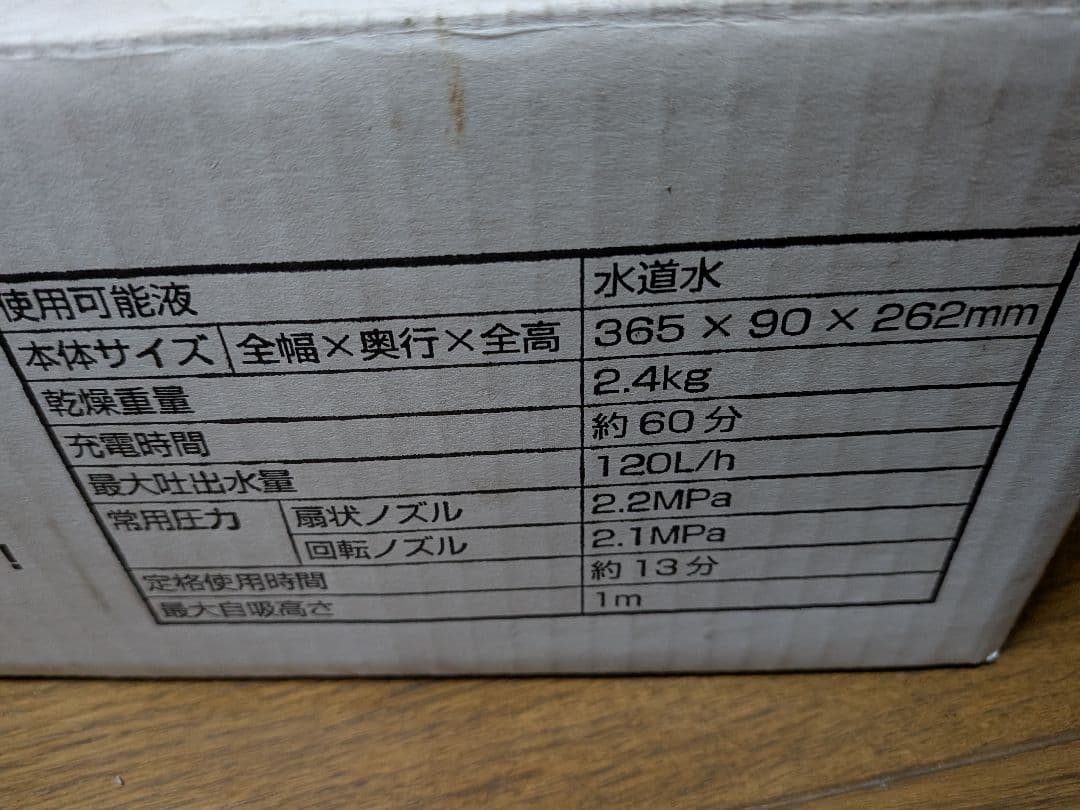 使用可能液 水道水
本体サイズ 全幅×奥行×全高 365 × 90 × 262mm
乾燥重量 2.4kg
充電時間 約60分
最大吐出水量 120L/h
常用圧力 扇状ノズル 2.2MPa
回転ノズル 2.1MPa
!
定格使用時間 約13分
最大自吸高さ 1m